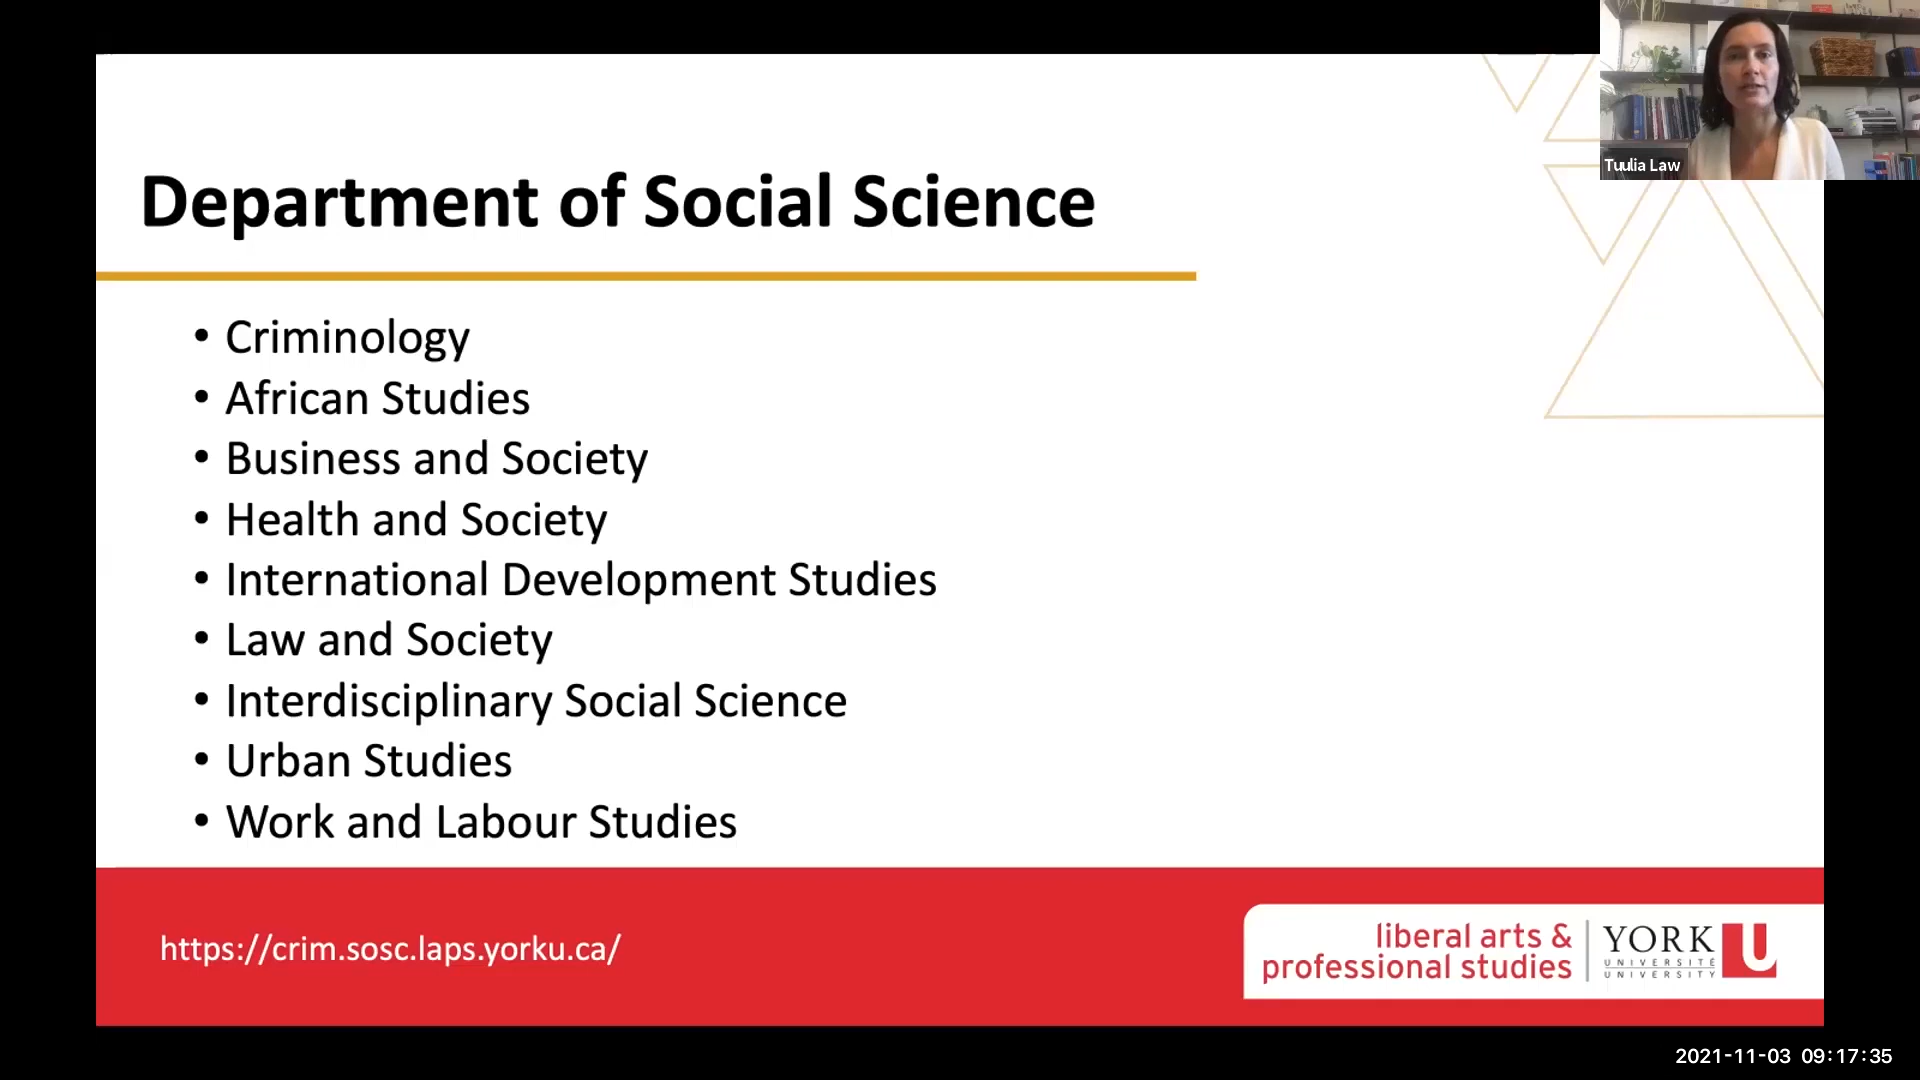 Tuulia Law
Department of Social Science
• Criminology
• African Studies
• Business and Society
• Health and Society
• International Development Studies
• Law and Society
• Interdisciplinary Social Science
• Urban Studies
• Work and Labour Studies
https://crim.sosc.laps.yorku.ca/
liberal arts &
professional studies
YORK U
UNIVERSITÉ
UNIVERSITY
2021-11-03 09:17:35